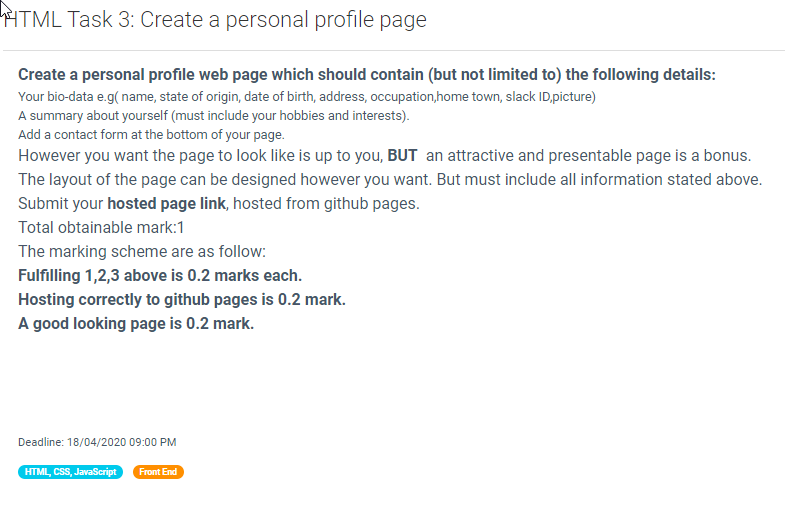 HTML Task 3: Create a personal profile page
Create a personal profile web page which should contain (but not limited to) the following details:
Your bio-data e.g( name, state of origin, date of birth, address, occupation,home town, slack ID,picture)
A summary about yourself (must include your hobbies and interests).
Add a contact form at the bottom of your page.
However you want the page to look like is up to you, BUT an attractive and presentable page is a bonus.
The layout of the page can be designed however you want. But must include all information stated above.
Submit your hosted page link, hosted from github pages.
Total obtainable mark:1
The marking scheme are as follow:
Fulfilling 1,2,3 above is 0.2 marks each.
Hosting correctly to github pages is 0.2 mark.
A good looking page is 0.2 mark.
Deadline: 18/04/2020 09:00 PM
HTML, CSS, JavaScript Front End